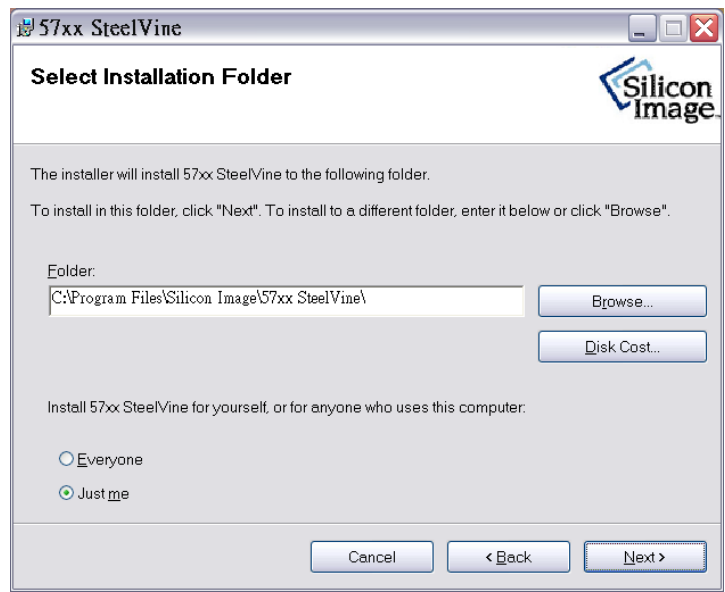 57xx SteelVine
Select Installation Folder
Silicon
Image
The installer will install 57xx SteelVine to the following folder.
To install in this folder, click "Next". To install to a different folder, enter it below or click "Browse".
Folder:
C:\Program Files\Silicon Image\57xx SteelVine\
Browse...
Disk Cost...
Install 57xx SteelVine for yourself, or for anyone who uses this computer:
Everyone
Just me
Cancel
< Back
Next >